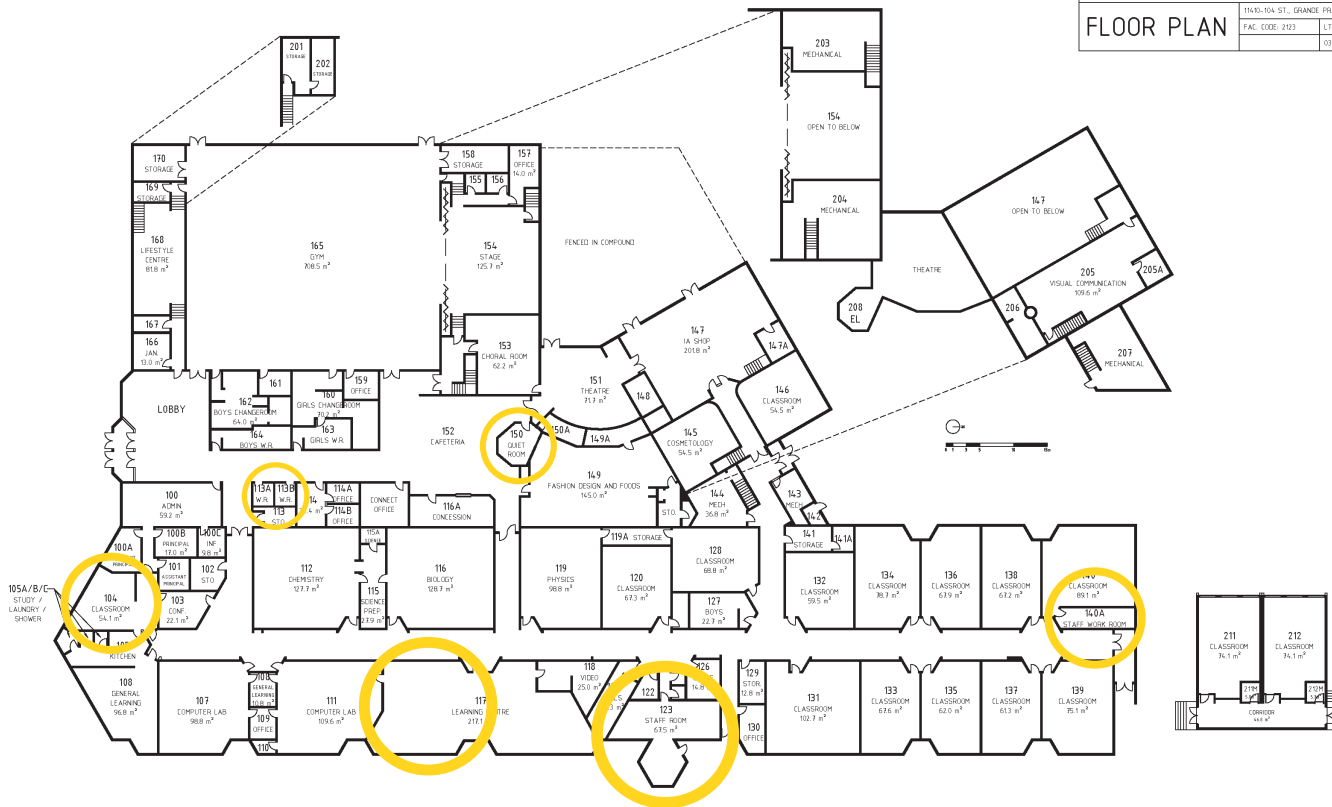 FLOOR PLAN
11410-104 ST., GRANDE PR
FAC. CODE: 2123
LT
03
201
STORAGE
202
STORAGE
203
MECHANICAL
154
OPEN TO BELOW
204
MECHANICAL
147
OPEN TO BELOW
THEATRE
205
VISUAL COMMUNICATION
109.6 m²
205A
206
207
MECHANICAL
208
EL
170
STORAGE
169
STORAGE
168
LIFESTYLE
CENTRE
81.8 m²
167
166
JAN.
13.0 m²
165
GYM
708.5 m²
158
STORAGE
157
OFFICE
14.0 m²
155
156
154
STAGE
125.7 m²
153
CHORAL ROOM
62.2 m²
FENCED IN COMPOUND
147
IA SHOP
201.8 m²
147A
146
CLASSROOM
54.5 m²
151
THEATRE
71.7 m²
148
145
COSMETOLOGY
54.5 m²
150A
149A
150
QUIET
ROOM
149
FASHION DESIGN AND FOODS
145.0 m²
STO.
144
MECH
36.8 m²
143
MECH
142
LOBBY
162
BOYS CHANGEROOM
64.0 m²
161
160
GIRLS CHANGEROOM
70.2 m²
159
OFFICE
164
BOYS W.R.
163
GIRLS W.R.
152
CAFETERIA
100
ADMIN
59.2 m²
113A
W.R.
113B
W.R.
113
STO
114A
OFFICE
114B
OFFICE
CONNECT
OFFICE
116A
CONCESSION
100A
100B
PRINCIPAL
17.0 m²
100C
INF
9.8 m²
101
ASSISTANT
PRINCIPAL
102
STO
103
CONF.
22.1 m²
104
CLASSROOM
54.1 m²
105A/B/C
STUDY /
LAUNDRY /
SHOWER
KITCHEN
112
CHEMISTRY
127.7 m²
115A
115
SCIENCE
PREP.
27.9 m²
116
BIOLOGY
128.7 m²
119
PHYSICS
98.8 m²
119A STORAGE
120
CLASSROOM
67.3 m²
128
CLASSROOM
68.8 m²
127
BOYS
22.7 m²
141
STORAGE
141A
132
CLASSROOM
59.5 m²
134
CLASSROOM
78.7 m²
136
CLASSROOM
67.9 m²
138
CLASSROOM
67.2 m²
CLASSROOM
89.1 m²
140A
STAFF WORK ROOM
108
GENERAL
LEARNING
96.8 m²
107
COMPUTER LAB
98.8 m²
GENERAL
LEARNING
10.8 m²
109
OFFICE
110
111
COMPUTER LAB
109.6 m²
117
LEARNING CENTRE
217.1
118
VIDEO
25.0 m²
122
123
STAFF ROOM
67.5 m²
126
14.8
129
STOR.
12.8 m²
130
OFFICE
131
CLASSROOM
102.7 m²
133
CLASSROOM
67.6 m²
135
CLASSROOM
62.0 m²
137
CLASSROOM
61.3 m²
139
CLASSROOM
75.1 m²
211
CLASSROOM
74.1 m²
212
CLASSROOM
74.1 m²
211M
212M
CORRIDOR